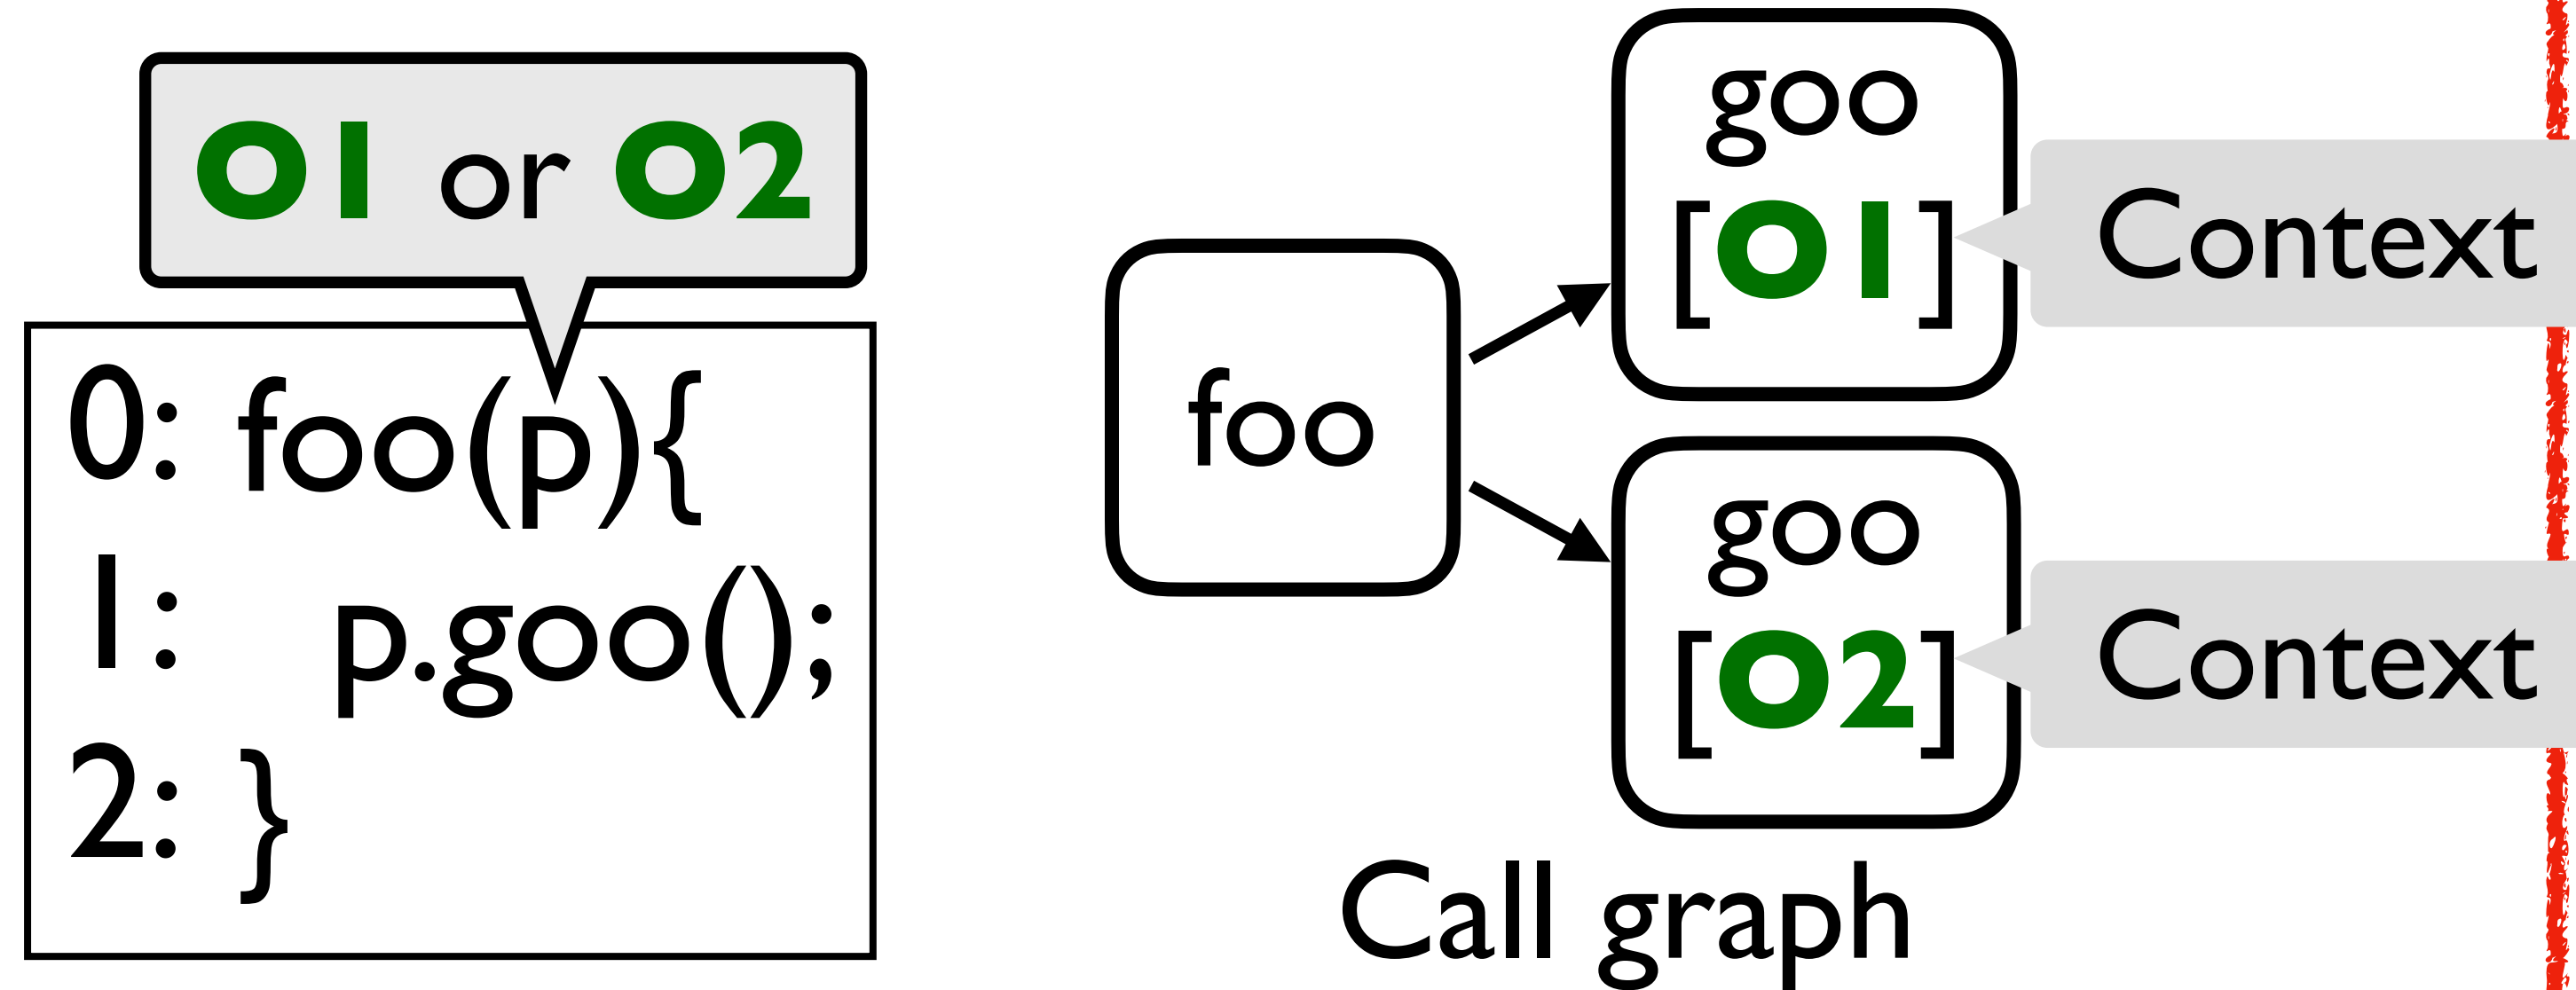 O1 or O2
0: foo(p){
1: p.goo();
2: }
foo
goo
[O1]
Context
goo
[O2]
Context
Call graph